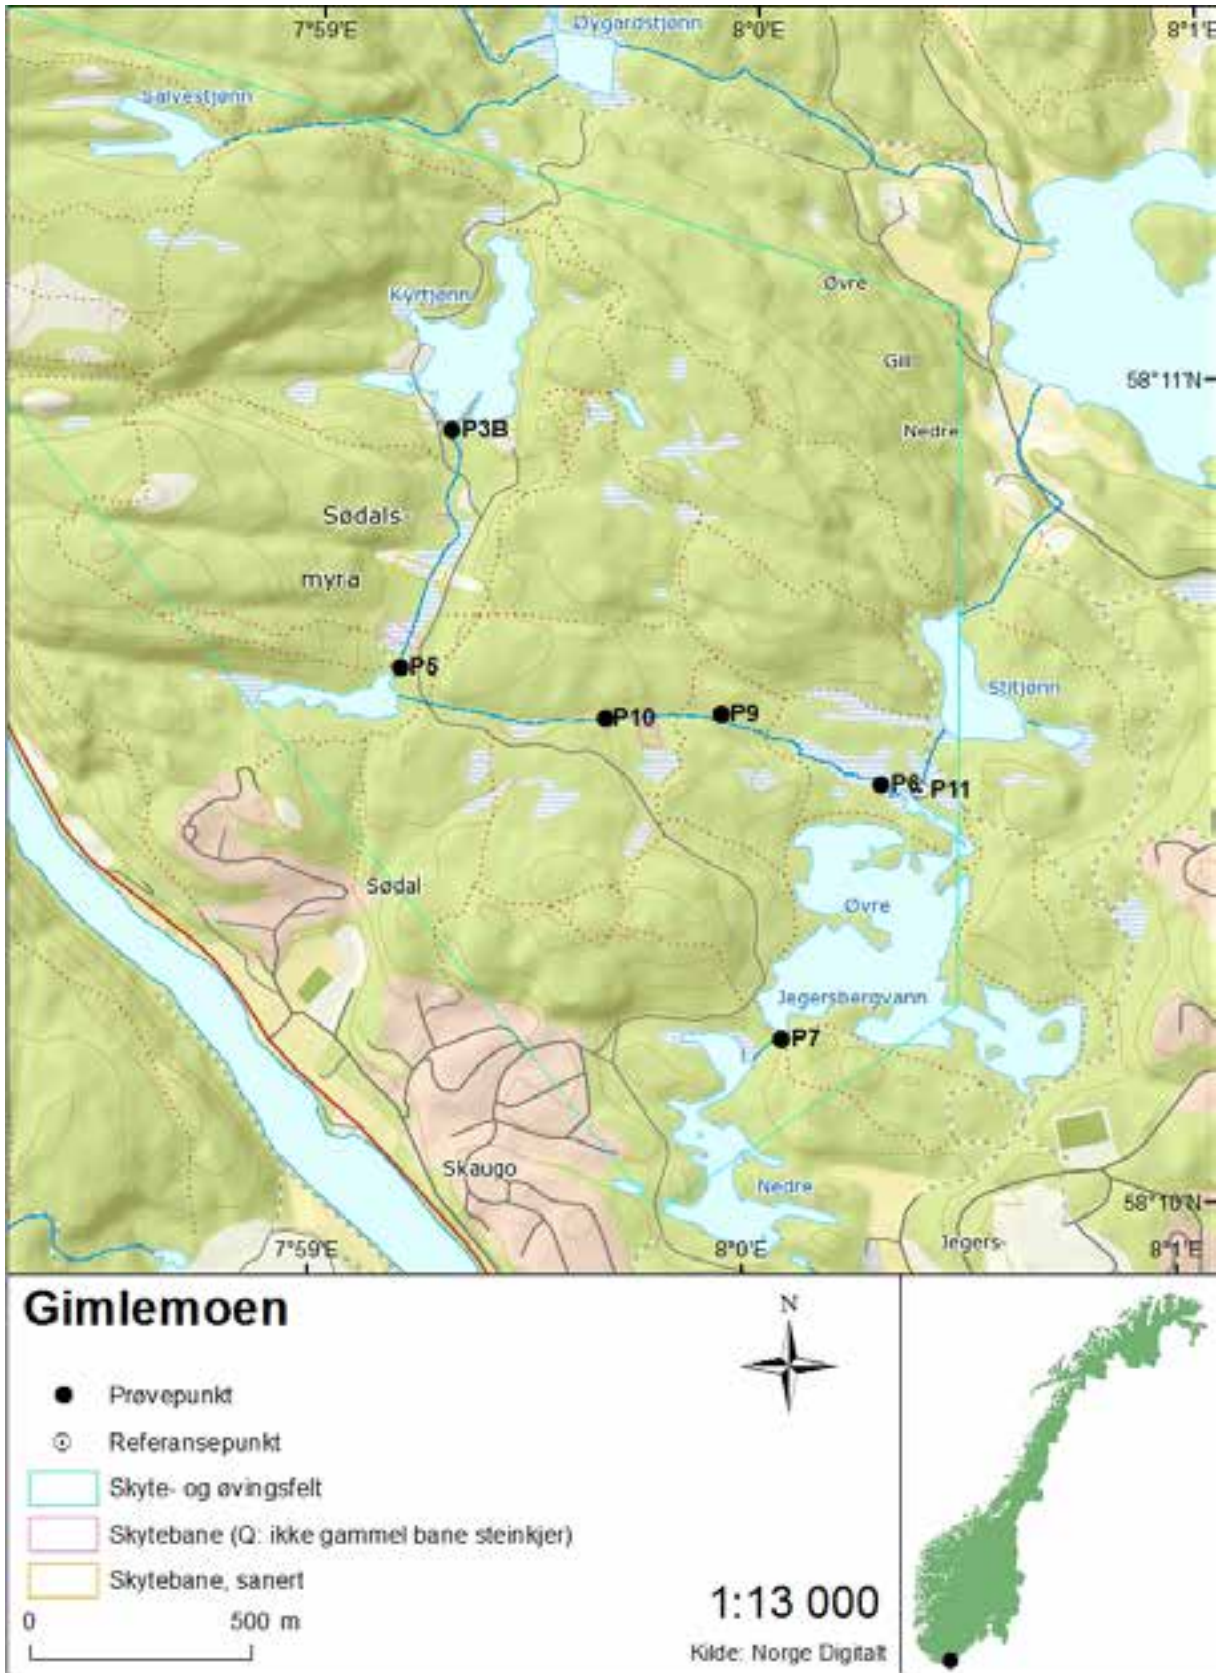 7°59'E
Øygardstjønn
8°0'E
8°1'E
Sølvestjønn
Øvre
Kyrtjønn
Gill
58°11'N
P3B
Nedre
Sødals-
myra
P5
Stitjønn
P10
P9
P6
P11
Sødal
Øvre
Jegersbergvann
P7
Skaugo
Nedre
58°10'N
7°59'E
8°0'E
Jegers-
8°1'E
Gimlemoen
N
Prøvepunkt
Referansepunkt
Skyte- og øvingsfelt
Skytebane (Q: ikke gammel bane steinkjer)
Skytebane, sanert
0 500 m
1:13 000
Kilde: Norge Digitalt